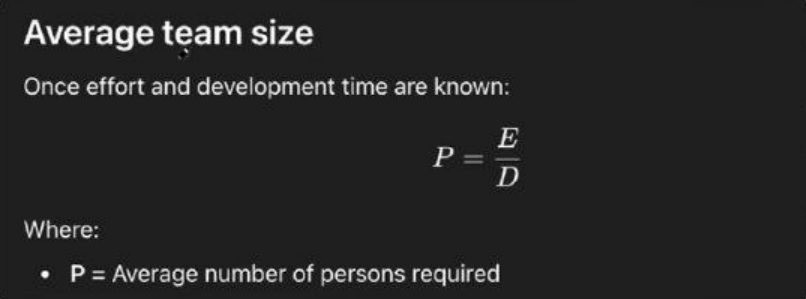 Average team size
Once effort and development time are known:
P = E/D
Where:
• P = Average number of persons required